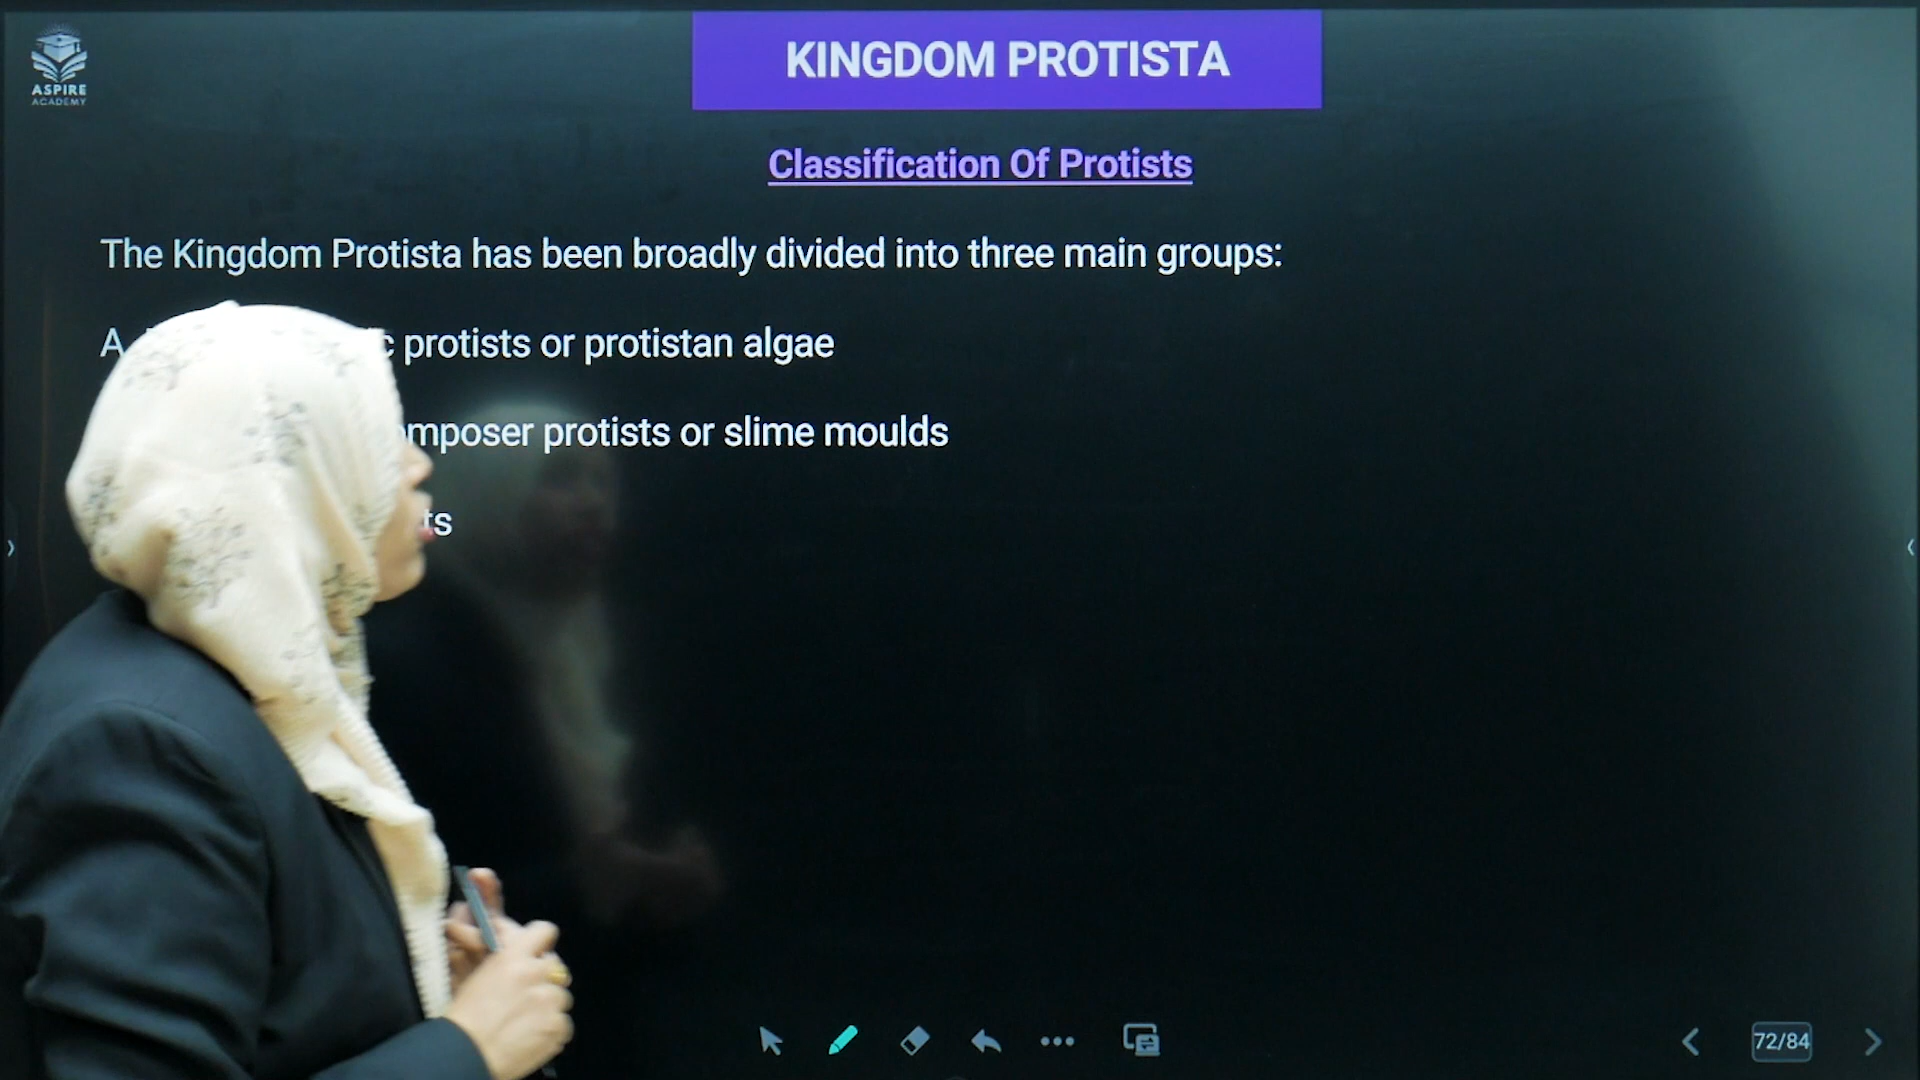 ASPIRE
ACADEMY
KINGDOM PROTISTA
Classification Of Protists
The Kingdom Protista has been broadly divided into three main groups:
A protists or protistan algae
protists or slime moulds
72/84